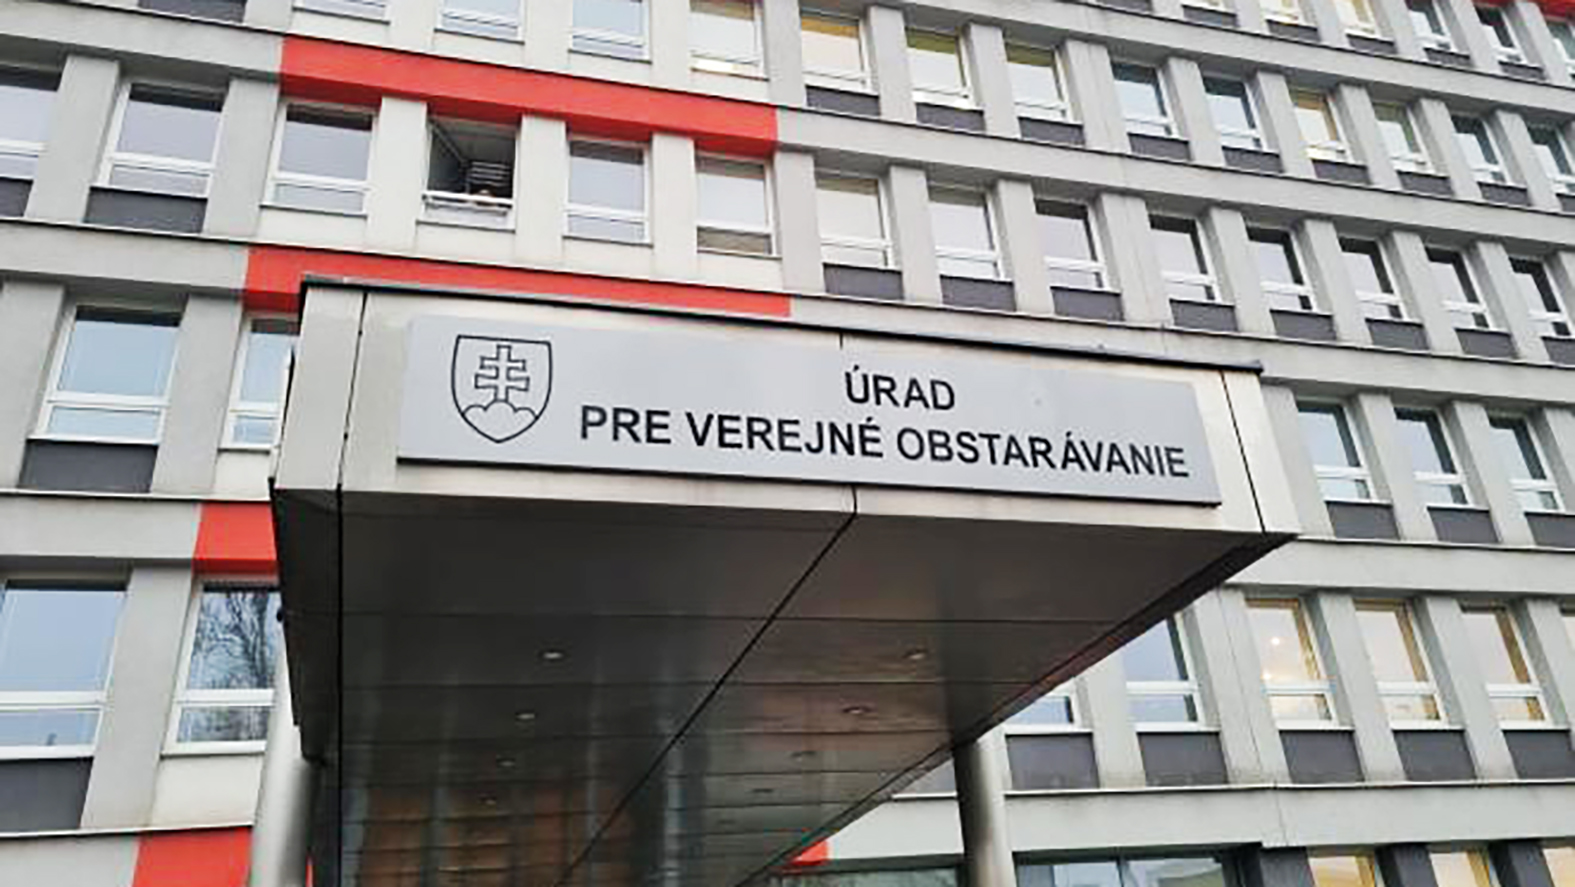 ÚRAD
PRE VEREJNÉ OBSTARÁVANIE